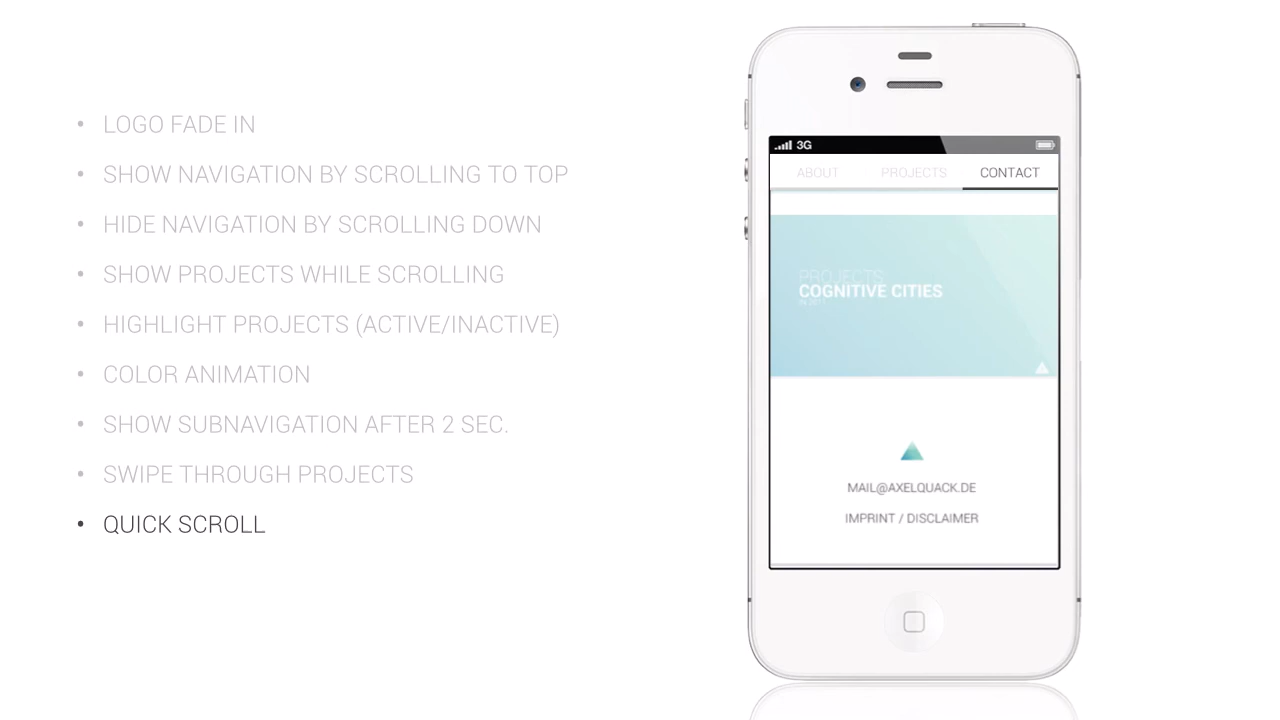 LOGO FADE IN
SHOW NAVIGATION BY SCROLLING TO TOP
HIDE NAVIGATION BY SCROLLING DOWN
SHOW PROJECTS WHILE SCROLLING
HIGHLIGHT PROJECTS (ACTIVE/INACTIVE)
COLOR ANIMATION
SHOW SUBNAVIGATION AFTER 2 SEC.
SWIPE THROUGH PROJECTS
QUICK SCROLL
3G
ABOUT PROJECTS CONTACT
PROJECTS
COGNITIVE CITIES
MAIL@AXELQUACK.DE
IMPRINT / DISCLAIMER